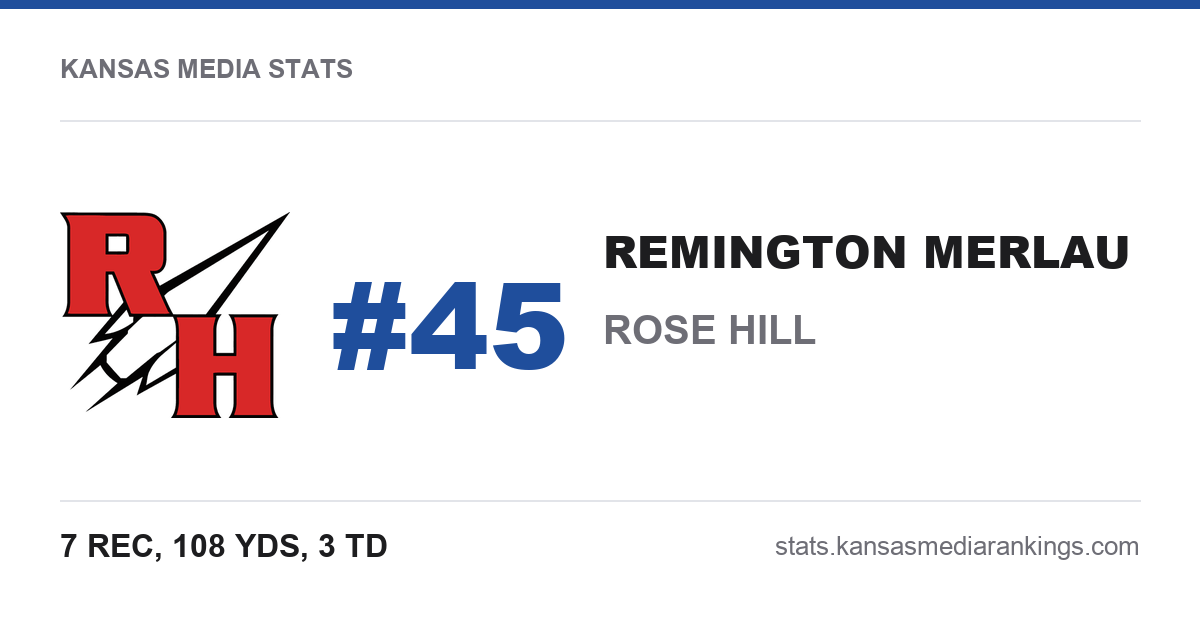 KANSAS MEDIA STATS
RH
#45
REMINGTON MERLAU
ROSE HILL
7 REC, 108 YDS, 3 TD
stats.kansasmediarankings.com